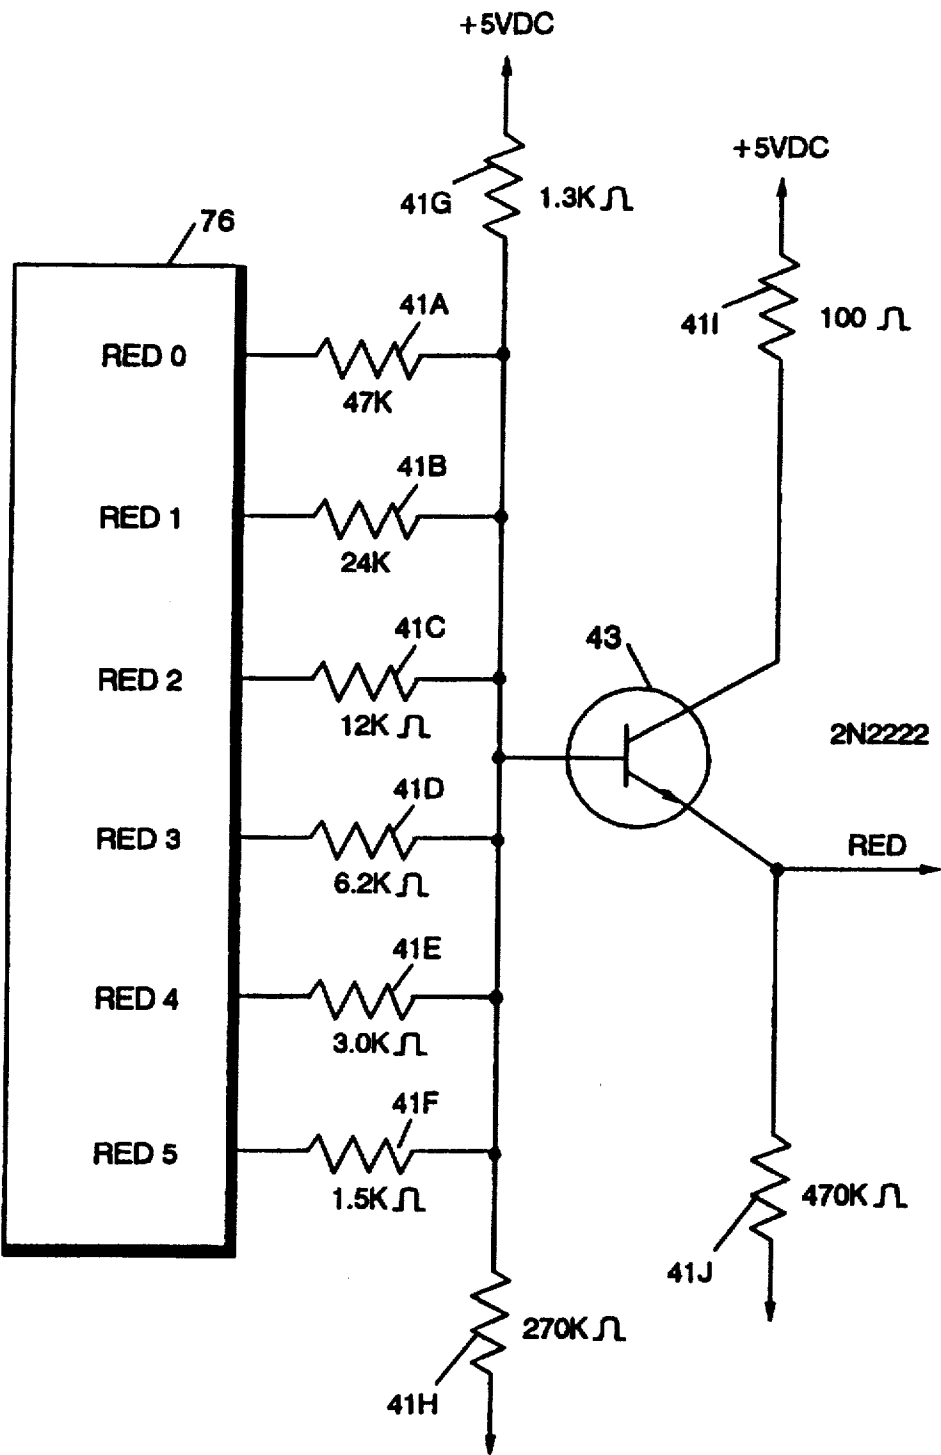 +5VDC
+5VDC
41G
1.3K Ω
76
41I
100 Ω
41A
RED 0
47K
41B
RED 1
24K
41C
RED 2
12K Ω
43
2N2222
41D
RED 3
6.2K Ω
RED
41E
RED 4
3.0K Ω
41F
RED 5
1.5K Ω
470K Ω
41J
270K Ω
41H